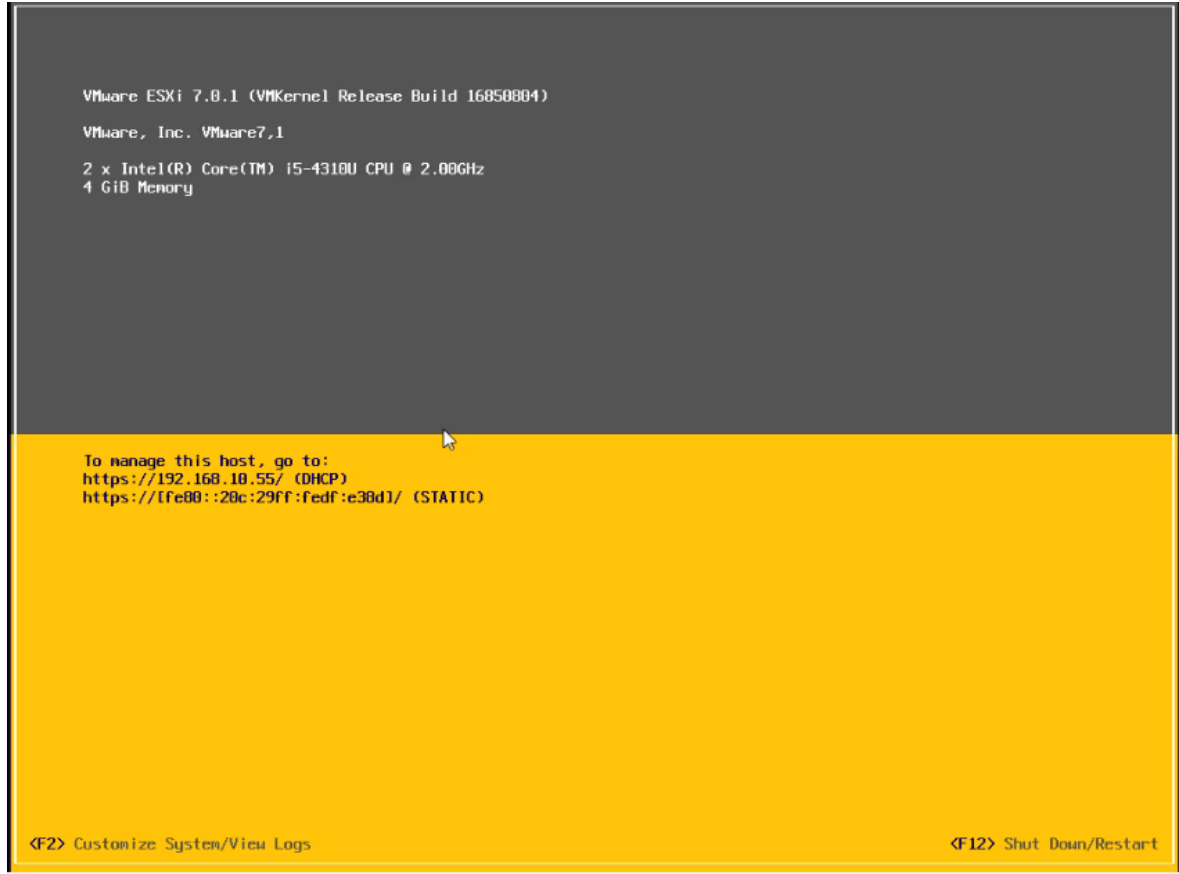 VMware ESXi 7.0.1 (VMKernel Release Build 16850804)
VMware, Inc. VMware7,1
2 x Intel(R) Core(TM) i5-4310U CPU @ 2.00GHz
4 GiB Memory
To manage this host, go to:
https://192.168.10.55/ (DHCP)
https://[fe80::20c:29ff:fedf:e30d]/ (STATIC)
<F2> Customize System/View Logs
<F12> Shut Down/Restart